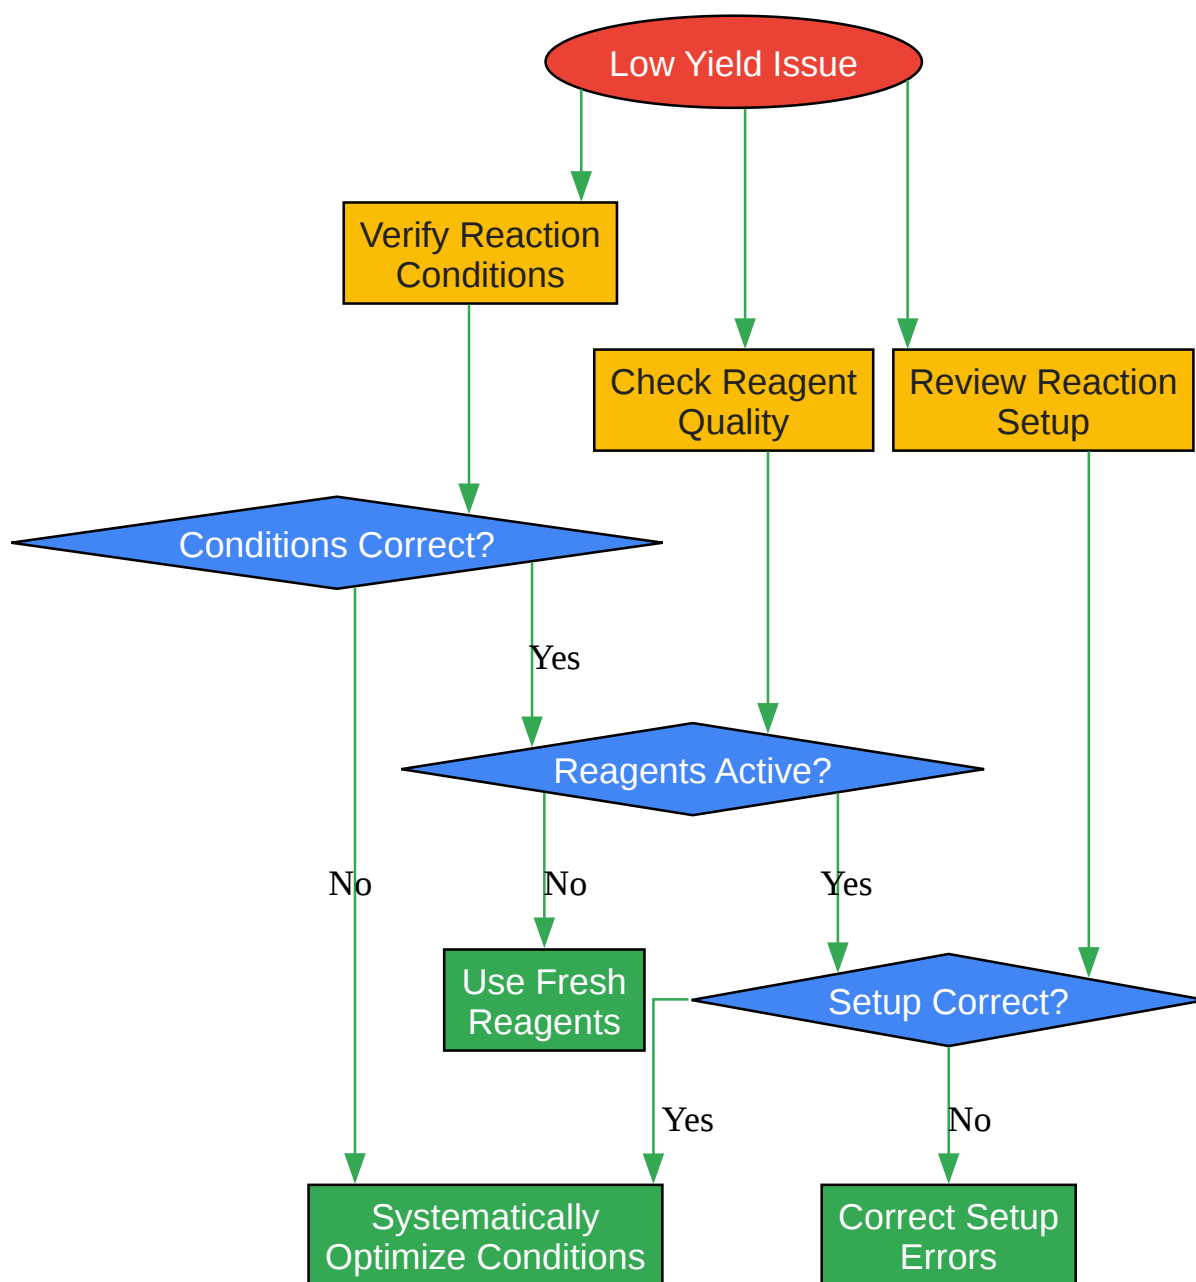 Low Yield Issue
Verify Reaction
Conditions
Check Reagent
Quality
Review Reaction
Setup
Conditions Correct?
Yes
Reagents Active?
No
No
Yes
Use Fresh
Reagents
Setup Correct?
Yes
No
Systematically
Optimize Conditions
Correct Setup
Errors